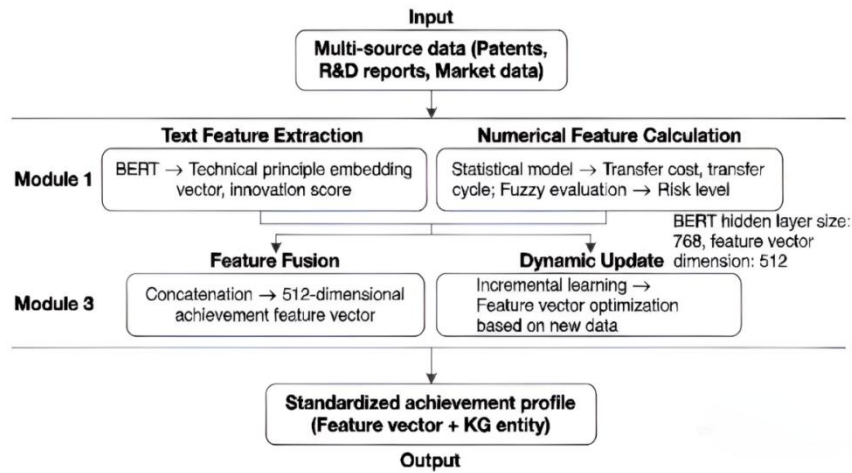 Input
Multi-source data (Patents,
R&D reports, Market data)
Text Feature Extraction
Numerical Feature Calculation
Module 1
BERT → Technical principle embedding
vector, innovation score
Statistical model → Transfer cost, transfer
cycle; Fuzzy evaluation → Risk level
BERT hidden layer size:
768, feature vector
dimension: 512
Feature Fusion
Dynamic Update
Module 3
Concatenation → 512-dimensional
achievement feature vector
Incremental learning →
Feature vector optimization
based on new data
Standardized achievement profile
(Feature vector + KG entity)
Output